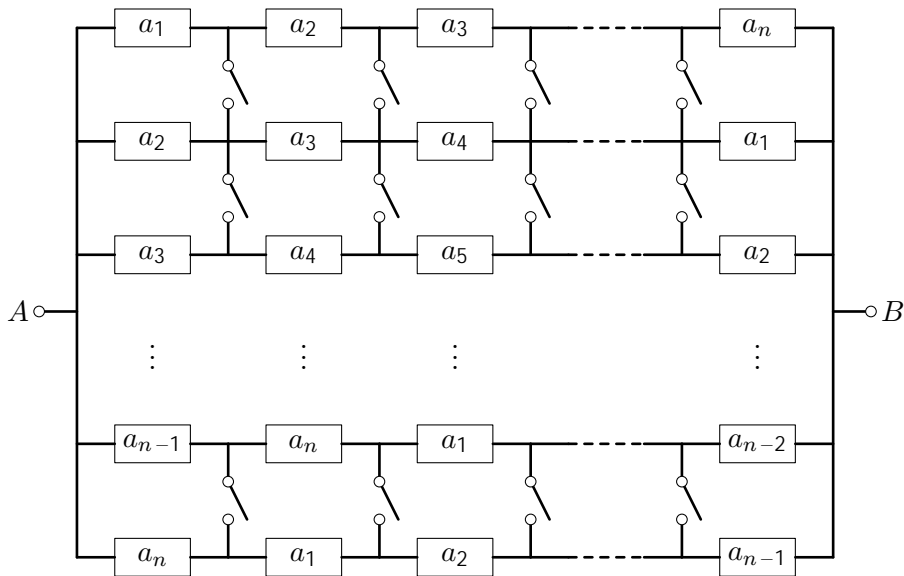 a₁ a₂ a₃ aₙ
a₂ a₃ a₄ a₁
a₃ a₄ a₅ a₂
A B
⋮ ⋮ ⋮ ⋮
aₙ₋₁ aₙ a₁ aₙ₋₂
aₙ a₁ a₂ aₙ₋₁